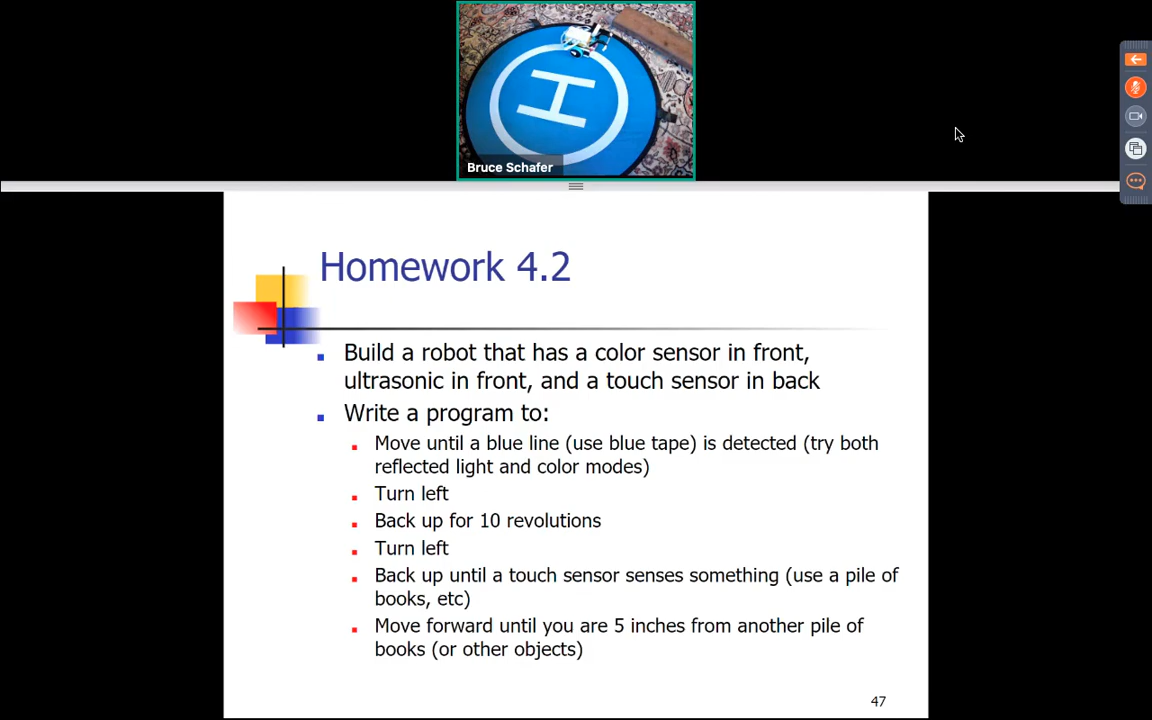 H
Bruce Schafer
Homework 4.2
Build a robot that has a color sensor in front,
ultrasonic in front, and a touch sensor in back
Write a program to:
Move until a blue line (use blue tape) is detected (try both
reflected light and color modes)
Turn left
Back up for 10 revolutions
Turn left
Back up until a touch sensor senses something (use a pile of
books, etc)
Move forward until you are 5 inches from another pile of
books (or other objects)
47